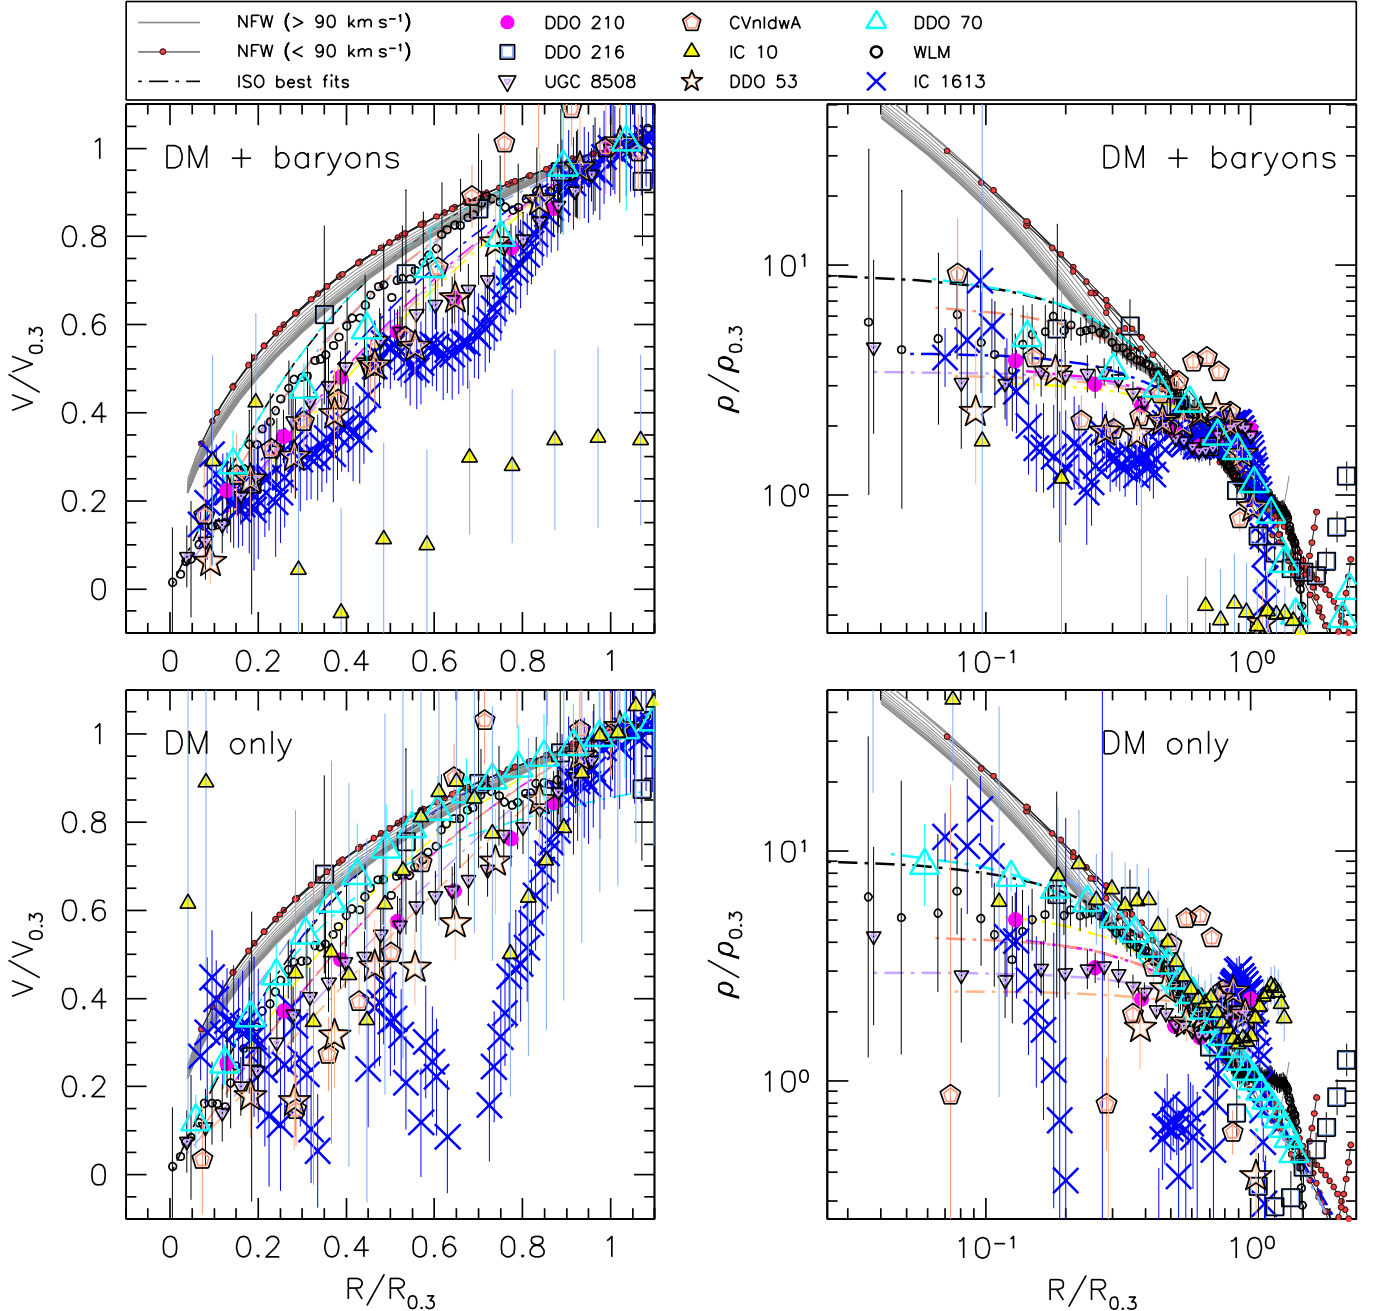 NFW (> 90 km s⁻¹) DDO 210 CVnIdwA DDO 70
NFW (< 90 km s⁻¹) DDO 216 IC 10 WLM
ISO best fits UGC 8508 DDO 53 IC 1613
DM + baryons
V/V0.3
1
0.8
0.6
0.4
0.2
0
0 0.2 0.4 0.6 0.8 1
DM + baryons
ρ/ρ0.3
10¹
10⁰
10⁻¹ 10⁰
DM only
V/V0.3
1
0.8
0.6
0.4
0.2
0
0 0.2 0.4 0.6 0.8 1
R/R0.3
DM only
ρ/ρ0.3
10¹
10⁰
10⁻¹ 10⁰
R/R0.3